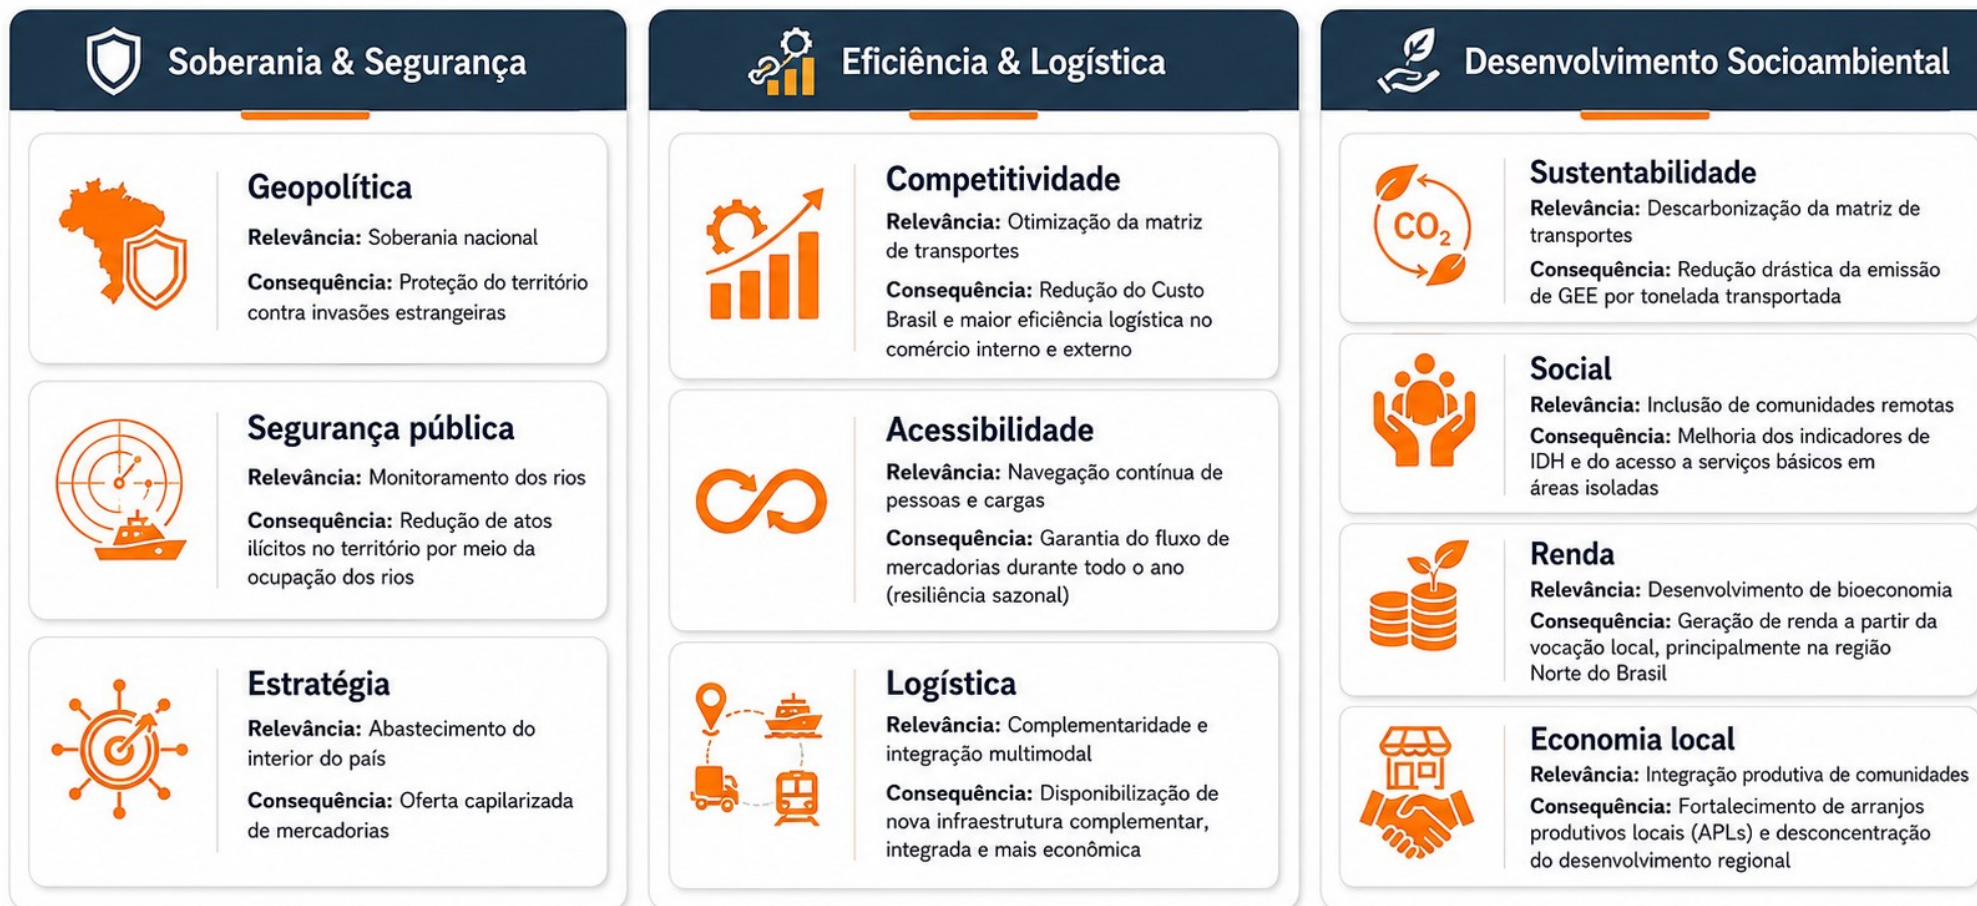 Soberania & Segurança
Geopolítica
Relevância: Soberania nacional
Consequência: Proteção do território
contra invasões estrangeiras
Segurança pública
Relevância: Monitoramento dos rios
Consequência: Redução de atos
ilícitos no território por meio da
ocupação dos rios
Estratégia
Relevância: Abastecimento do
interior do país
Consequência: Oferta capilarizada
de mercadorias
Eficiência & Logística
Competitividade
Relevância: Otimização da matriz
de transportes
Consequência: Redução do Custo
Brasil e maior eficiência logística no
comércio interno e externo
Acessibilidade
Relevância: Navegação contínua de
pessoas e cargas
Consequência: Garantia do fluxo de
mercadorias durante todo o ano
(resiliência sazonal)
Logística
Relevância: Complementaridade e
integração multimodal
Consequência: Disponibilização de
nova infraestrutura complementar,
integrada e mais econômica
Desenvolvimento Socioambiental
CO₂
Sustentabilidade
Relevância: Descarbonização da matriz de
transportes
Consequência: Redução drástica da emissão
de GEE por tonelada transportada
Social
Relevância: Inclusão de comunidades remotas
Consequência: Melhoria dos indicadores de
IDH e do acesso a serviços básicos em
áreas isoladas
Renda
Relevância: Desenvolvimento de bioeconomia
Consequência: Geração de renda a partir da
vocação local, principalmente na região
Norte do Brasil
Economia local
Relevância: Integração produtiva de comunidades
Consequência: Fortalecimento de arranjos
produtivos locais (APLs) e desconcentração
do desenvolvimento regional